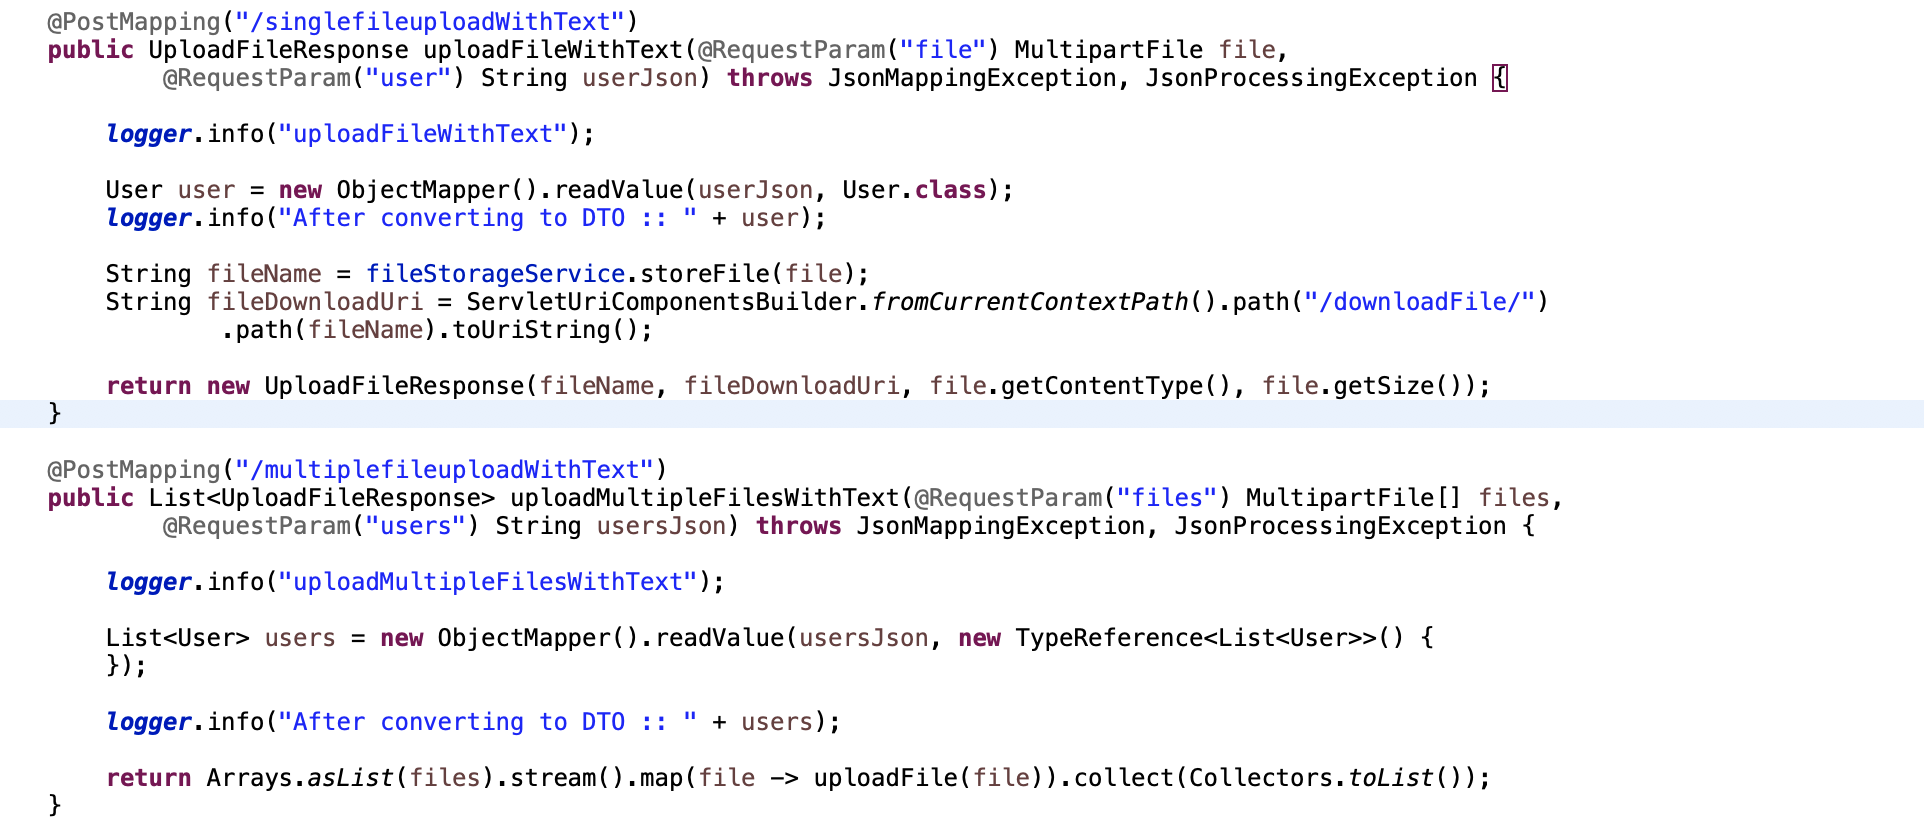 @PostMapping("/singlefileuploadWithText")
public UploadFileResponse uploadFileWithText(@RequestParam("file") MultipartFile file,
@RequestParam("user") String userJson) throws JsonMappingException, JsonProcessingException {
logger.info("uploadFileWithText");
User user = new ObjectMapper().readValue(userJson, User.class);
logger.info("After converting to DTO :: " + user);
String fileName = fileStorageService.storeFile(file);
String fileDownloadUri = ServletUriComponentsBuilder.fromCurrentContextPath().path("/downloadFile/")
.path(fileName).toUriString();
return new UploadFileResponse(fileName, fileDownloadUri, file.getContentType(), file.getSize());
}
@PostMapping("/multiplefileuploadWithText")
public List<UploadFileResponse> uploadMultipleFilesWithText(@RequestParam("files") MultipartFile[] files,
@RequestParam("users") String usersJson) throws JsonMappingException, JsonProcessingException {
logger.info("uploadMultipleFilesWithText");
List<User> users = new ObjectMapper().readValue(usersJson, new TypeReference<List<User>>() {
});
logger.info("After converting to DTO :: " + users);
return Arrays.asList(files).stream().map(file -> uploadFile(file)).collect(Collectors.toList());
}